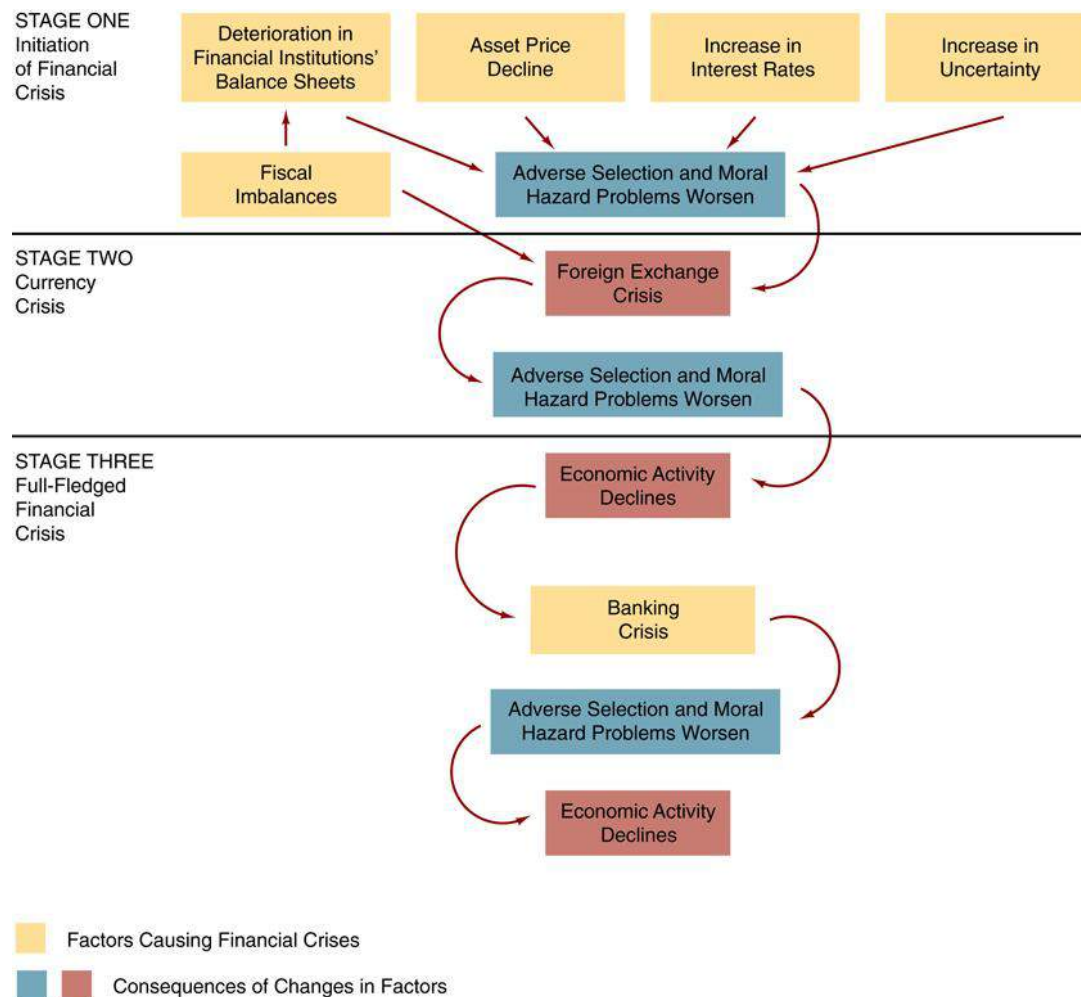 STAGE ONE
Initiation
of Financial
Crisis
Deterioration in
Financial Institutions’
Balance Sheets
Asset Price
Decline
Increase in
Interest Rates
Increase in
Uncertainty
Fiscal
Imbalances
Adverse Selection and Moral
Hazard Problems Worsen
STAGE TWO
Currency
Crisis
Foreign Exchange
Crisis
Adverse Selection and Moral
Hazard Problems Worsen
STAGE THREE
Full-Fledged
Financial
Crisis
Economic Activity
Declines
Banking
Crisis
Adverse Selection and Moral
Hazard Problems Worsen
Economic Activity
Declines
Factors Causing Financial Crises
Consequences of Changes in Factors